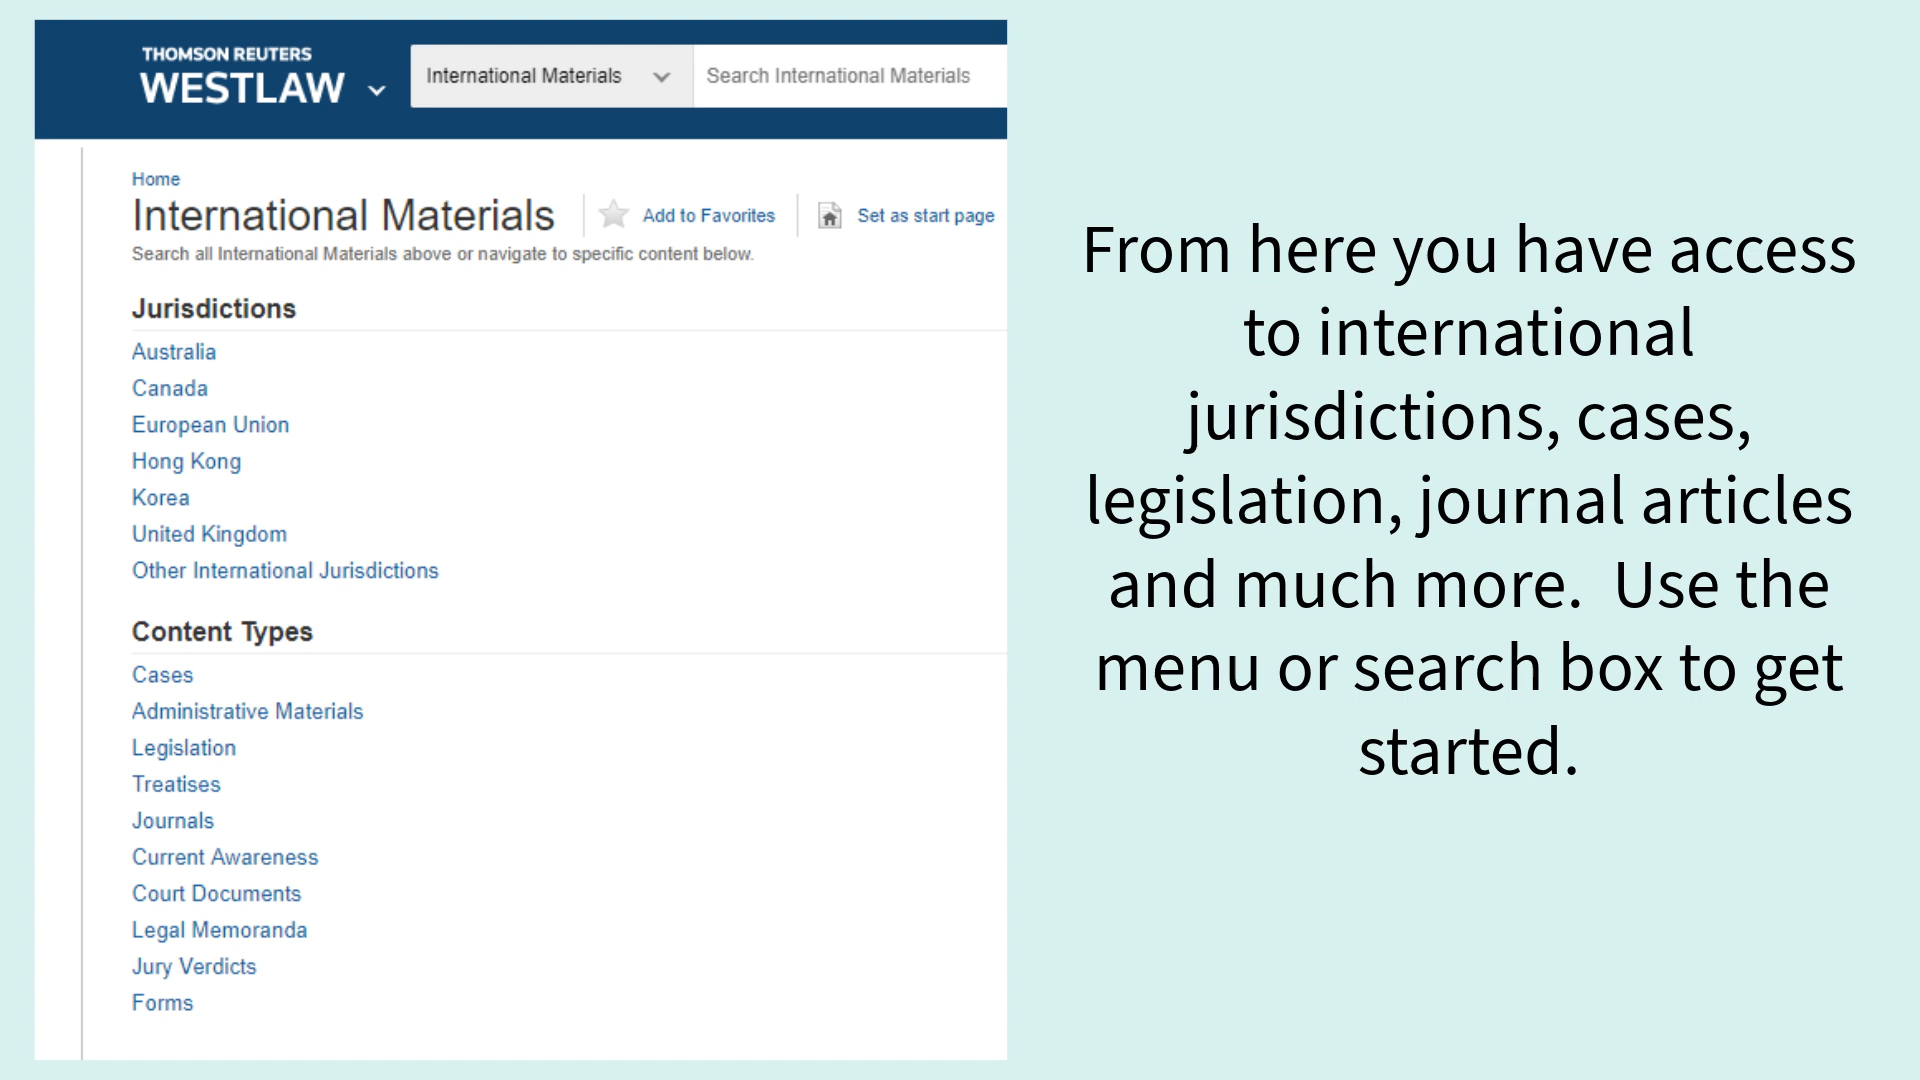 THOMSON REUTERS
WESTLAW
International Materials
Search International Materials
Home
International Materials
Add to Favorites
Set as start page
Search all International Materials above or navigate to specific content below.
Jurisdictions
Australia
Canada
European Union
Hong Kong
Korea
United Kingdom
Other International Jurisdictions
Content Types
Cases
Administrative Materials
Legislation
Treatises
Journals
Current Awareness
Court Documents
Legal Memoranda
Jury Verdicts
Forms
From here you have access
to international
jurisdictions, cases,
legislation, journal articles
and much more.  Use the
menu or search box to get
started.